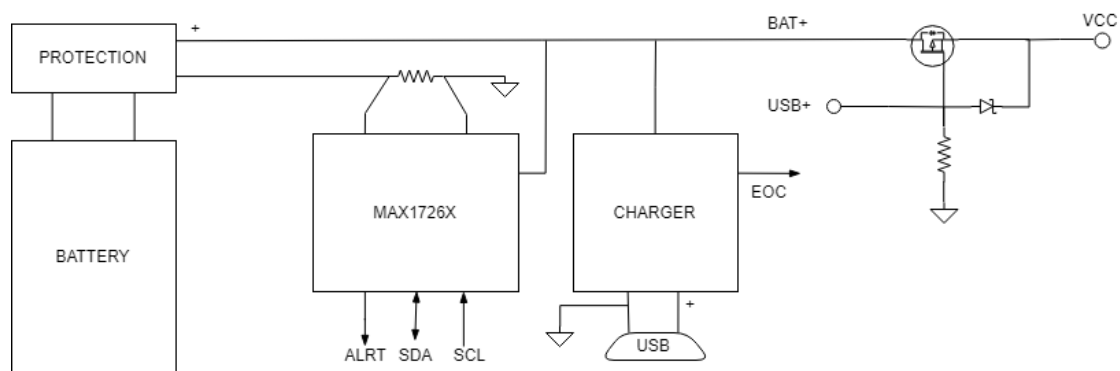 +
BAT+
VCC
PROTECTION
USB+
MAX1726X
CHARGER
EOC
BATTERY
+
ALRT
SDA
SCL
USB